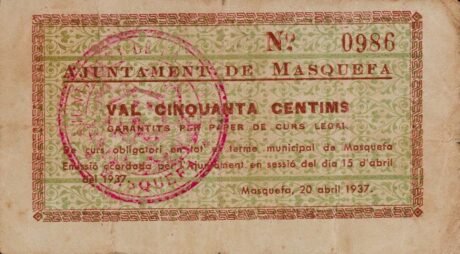 Nº 0986
AJUNTAMENT DE MASQUEFA
VAL CINQUANTA CENTIMS
GARANTITS PER PAPER DE CURS LEGAL
De curs obligatori en tot el terme municipal de Masquefa
Emissió acordada per l'Ajuntament en sessió del dia 15 d'abril
del 1937.
Masquefa, 20 abril 1937.
MASQUEFA